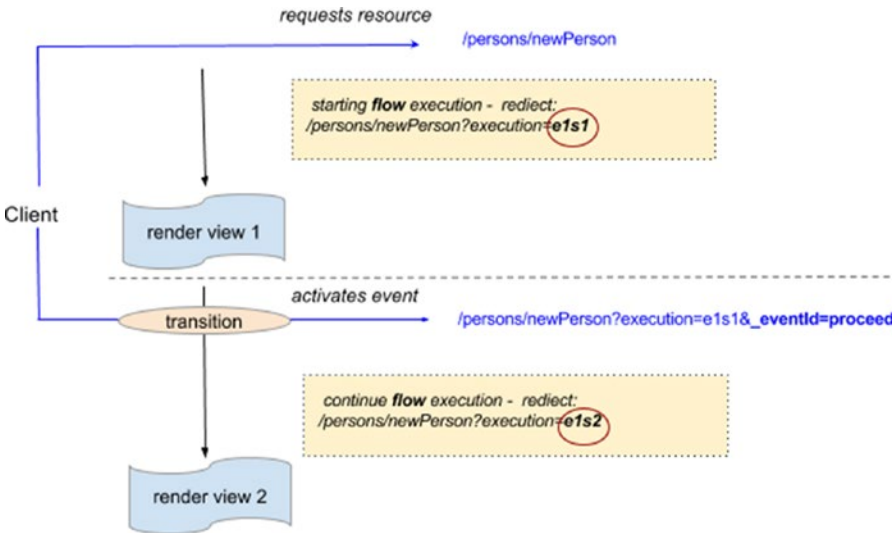 requests resource
/persons/newPerson
starting flow execution - rediect:
/persons/newPerson?execution=e1s1
Client
render view 1
activates event
transition
/persons/newPerson?execution=e1s1&_eventId=proceed
continue flow execution - rediect:
/persons/newPerson?execution=e1s2
render view 2